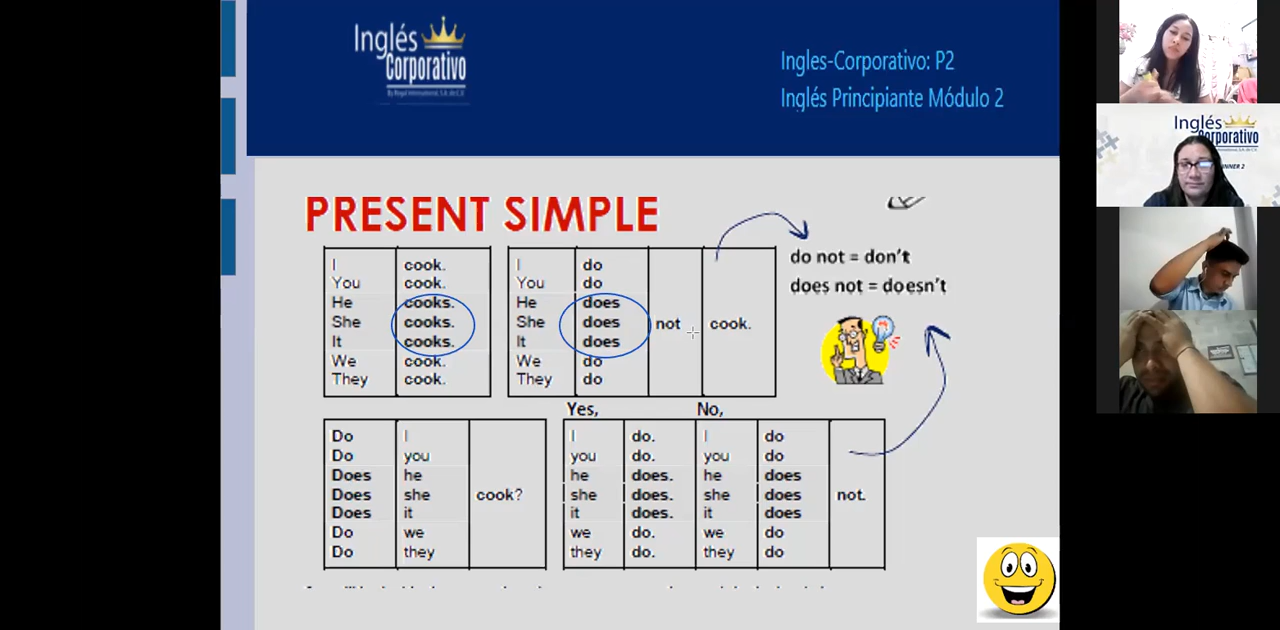 Inglés
Corporativo
Ingles-Corporativo: P2
Inglés Principiante Módulo 2
PRESENT SIMPLE
I cook. I do
You cook. You do
He cooks. He does
She cooks. She does not cook.
It cooks. It does
We cook. We do
They cook. They do
do not = don't
does not = doesn't
Yes, No,
Do I I do. I do
Do you you do. you do
Does he he does. he does
Does she cook? she does. she does not.
Does it it does. it does
Do we we do. we do
Do they they do. they do
Inglés
Corporativo